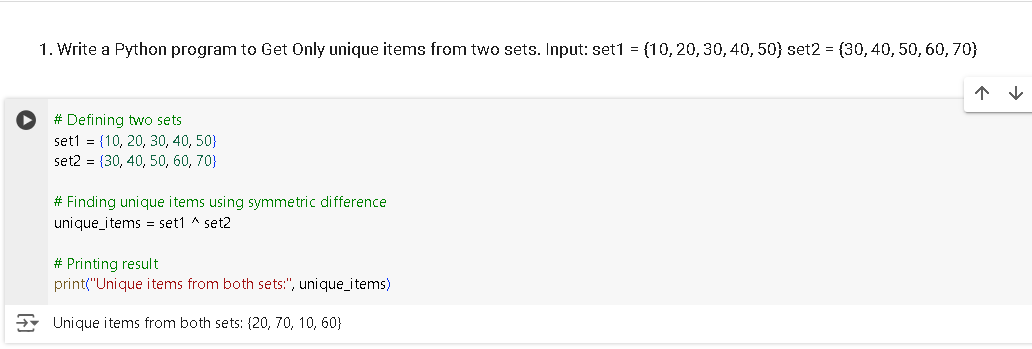 1. Write a Python program to Get Only unique items from two sets. Input: set1 = {10, 20, 30, 40, 50} set2 = {30, 40, 50, 60, 70}
# Defining two sets
set1 = {10, 20, 30, 40, 50}
set2 = {30, 40, 50, 60, 70}
# Finding unique items using symmetric difference
unique_items = set1 ^ set2
# Printing result
print("Unique items from both sets:", unique_items)
Unique items from both sets: {20, 70, 10, 60}